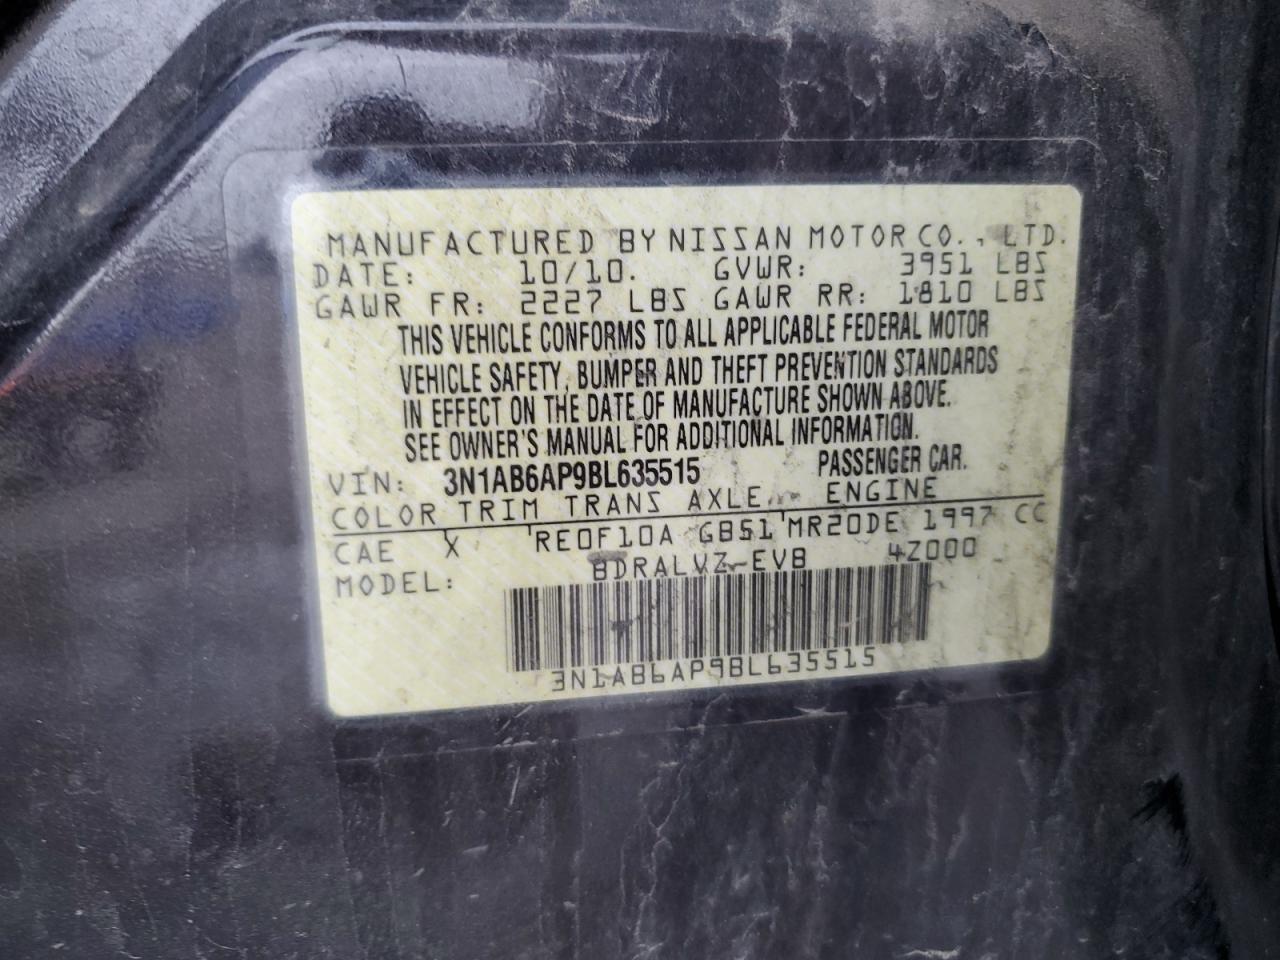 MANUFACTURED BY NISSAN MOTOR CO., LTD.
DATE: 10/10. GVWR: 3951 LBS
GAWR FR: 2227 LBS GAWR RR: 1810 LBS
THIS VEHICLE CONFORMS TO ALL APPLICABLE FEDERAL MOTOR
VEHICLE SAFETY, BUMPER AND THEFT PREVENTION STANDARDS
IN EFFECT ON THE DATE OF MANUFACTURE SHOWN ABOVE.
SEE OWNER'S MANUAL FOR ADDITIONAL INFORMATION.
VIN: 3N1AB6AP9BL635515 PASSENGER CAR.
COLOR TRIM TRANS AXLE ENGINE
CAE X RE0F10A GB51 MR20DE 1997 CC
MODEL: BDRALVZ-EVB 4Z000
3N1AB6AP9BL635515